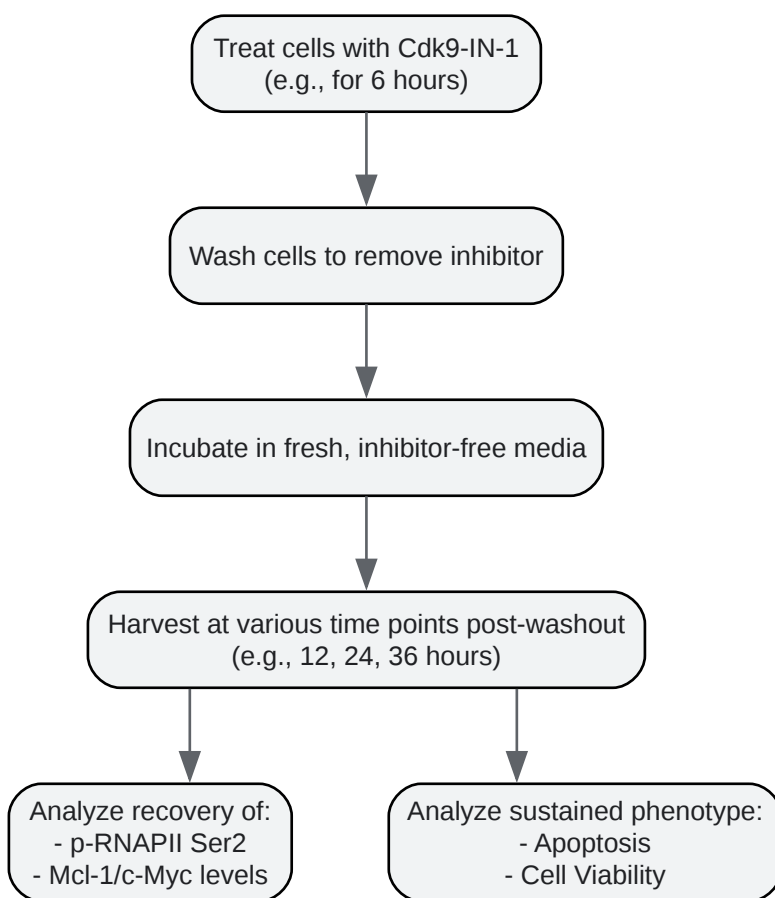 Treat cells with Cdk9-IN-1
(e.g., for 6 hours)
Wash cells to remove inhibitor
Incubate in fresh, inhibitor-free media
Harvest at various time points post-washout
(e.g., 12, 24, 36 hours)
Analyze recovery of:
- p-RNAPII Ser2
- Mcl-1/c-Myc levels
Analyze sustained phenotype:
- Apoptosis
- Cell Viability